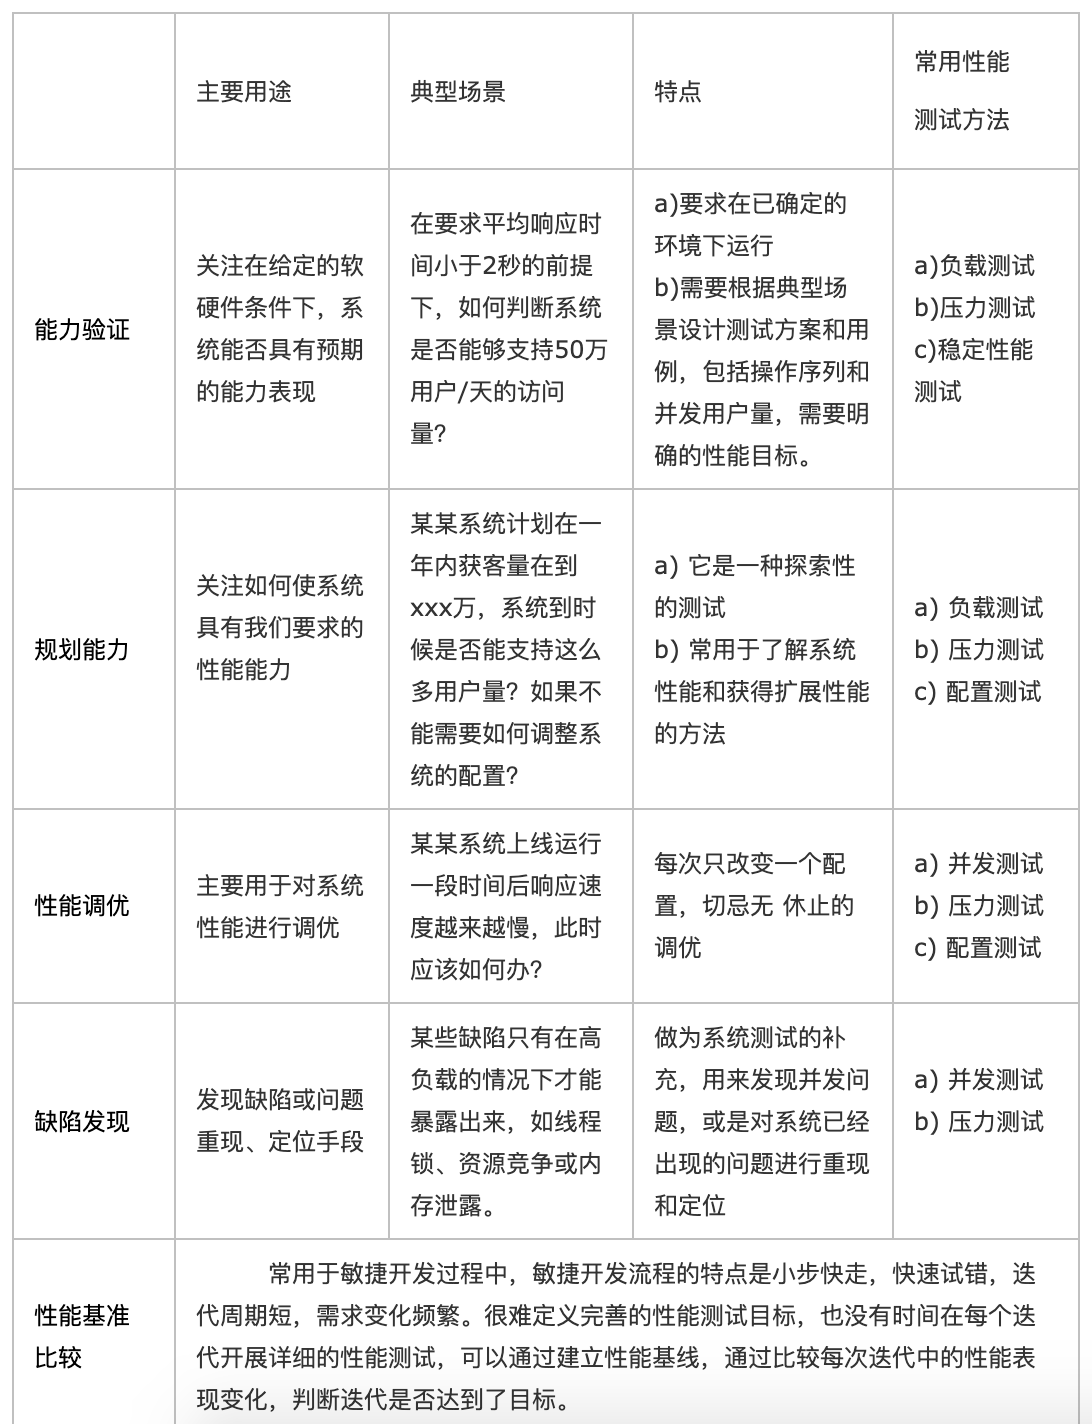 主要用途
典型场景
特点
常用性能
测试方法
能力验证
关注在给定的软
硬件条件下，系
统能否具有预期
的能力表现
在要求平均响应时
间小于2秒的前提
下，如何判断系统
是否能够支持50万
用户/天的访问
量？
a)要求在已确定的
环境下运行
b)需要根据典型场
景设计测试方案和用
例，包括操作序列和
并发用户量，需要明
确的性能目标。
a)负载测试
b)压力测试
c)稳定性能
测试
规划能力
关注如何使系统
具有我们要求的
性能能力
某某系统计划在一
年内获客量在到
xxx万，系统到时
候是否能支持这么
多用户量？如果不
能需要如何调整系
统的配置？
a) 它是一种探索性
的测试
b) 常用于了解系统
性能和获得扩展性能
的方法
a) 负载测试
b) 压力测试
c) 配置测试
性能调优
主要用于对系统
性能进行调优
某某系统上线运行
一段时间后响应速
度越来越慢，此时
应该如何办？
每次只改变一个配
置，切忌无 休止的
调优
a) 并发测试
b) 压力测试
c) 配置测试
缺陷发现
发现缺陷或问题
重现、定位手段
某些缺陷只有在高
负载的情况下才能
暴露出来，如线程
锁、资源竞争或内
存泄露。
做为系统测试的补
充，用来发现并发问
题，或是对系统已经
出现的问题进行重现
和定位
a) 并发测试
b) 压力测试
性能基准
比较
常用于敏捷开发过程中，敏捷开发流程的特点是小步快走，快速试错，迭
代周期短，需求变化频繁。很难定义完善的性能测试目标，也没有时间在每个迭
代开展详细的性能测试，可以通过建立性能基线，通过比较每次迭代中的性能表
现变化，判断迭代是否达到了目标。